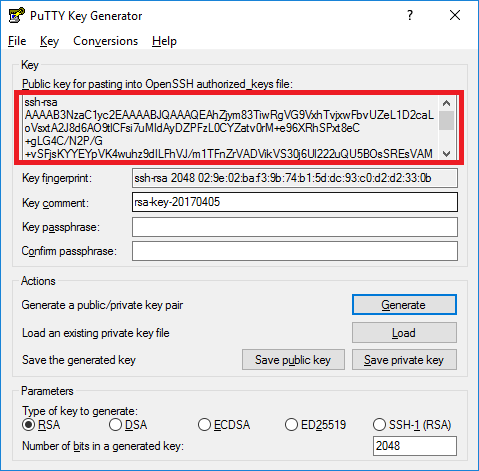 PuTTY Key Generator
File Key Conversions Help
Key
Public key for pasting into OpenSSH authorized_keys file:
ssh-rsa
AAAAB3NzaC1yc2EAAAABJQAAAQEAhZjym83TiwRgVG9VxhTvjxwFbvUZeL1D2caL
oVsxtA2J8d6AO9tlCFsi7uMIdAyDZPFzL0CYZatv0rM+e96XRhSPxt8eC
+gLG4C/N2P/G
+vSFjsKYYEYpVK4wuhz9dILFhVJ/m1TFnZrVADVikVS30j6Ul222uQU5BOsSREsVAM
Key fingerprint: ssh-rsa 2048 02:9e:02:ba:f3:9b:74:b1:5d:dc:93:c0:d2:d2:33:0b
Key comment: rsa-key-20170405
Key passphrase:
Confirm passphrase:
Actions
Generate a public/private key pair Generate
Load an existing private key file Load
Save the generated key Save public key Save private key
Parameters
Type of key to generate:
RSA DSA ECDSA ED25519 SSH-1 (RSA)
Number of bits in a generated key: 2048